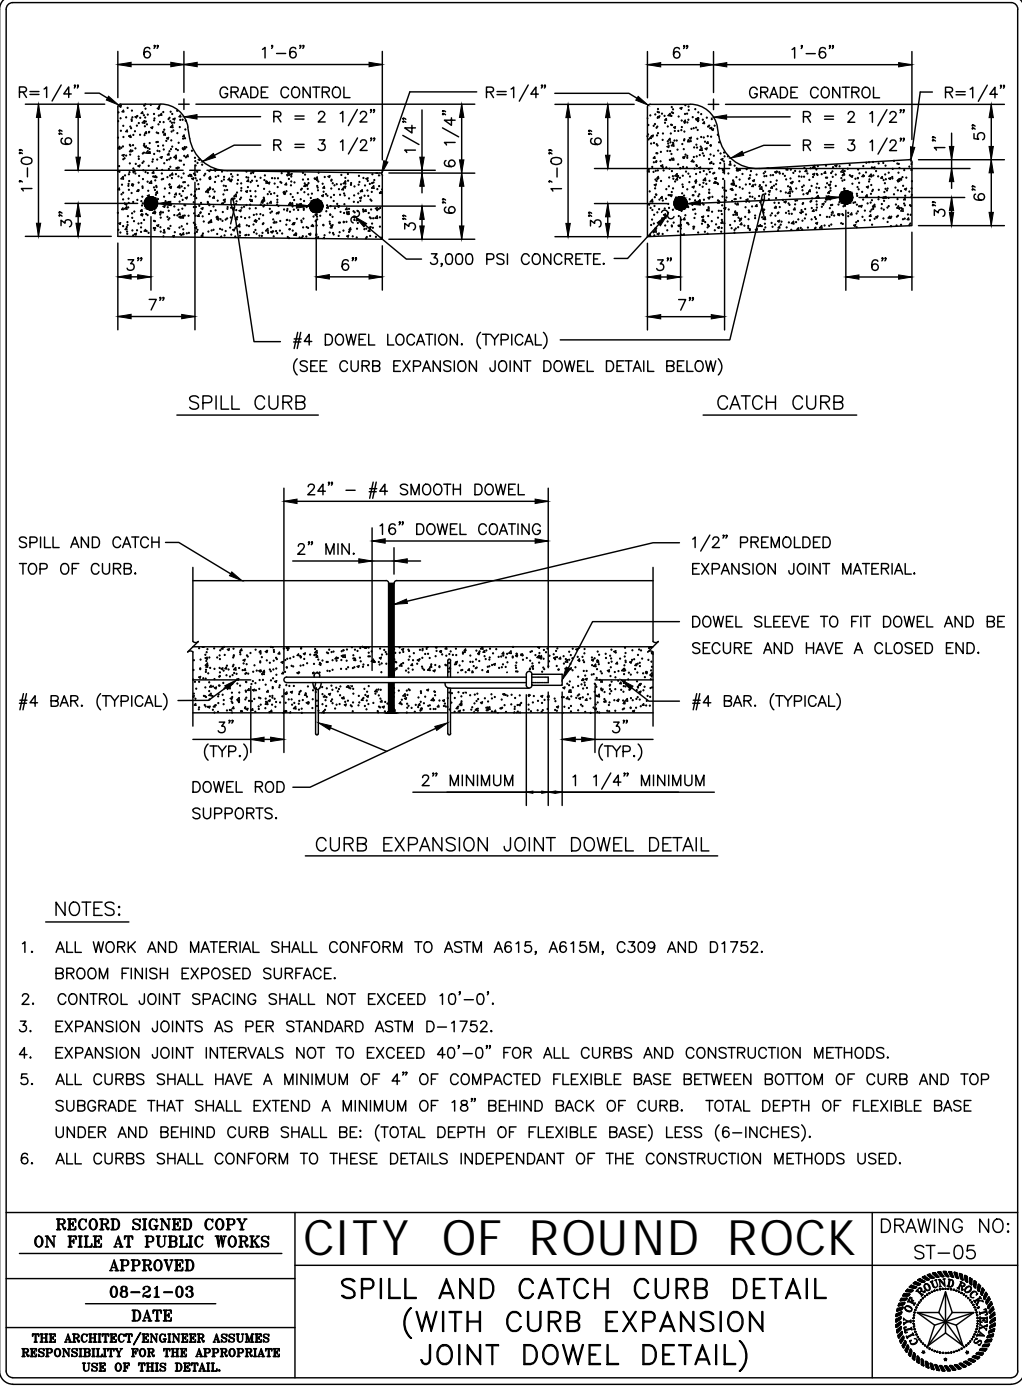 6" 1'-6" 6" 1'-6"
R=1/4" GRADE CONTROL R=1/4" GRADE CONTROL R=1/4"
R = 2 1/2" R = 2 1/2"
R = 3 1/2" R = 3 1/2"
1'-0" 6" 3" 1/4" 6 1/4" 3" 6"
1'-0" 6" 3" 1" 5" 3" 6"
3" 6" 3,000 PSI CONCRETE. 3" 6"
7" 7"
#4 DOWEL LOCATION. (TYPICAL)
(SEE CURB EXPANSION JOINT DOWEL DETAIL BELOW)
SPILL CURB CATCH CURB
24" - #4 SMOOTH DOWEL
16" DOWEL COATING
2" MIN.
SPILL AND CATCH
TOP OF CURB.
1/2" PREMOLDED
EXPANSION JOINT MATERIAL.
DOWEL SLEEVE TO FIT DOWEL AND BE
SECURE AND HAVE A CLOSED END.
#4 BAR. (TYPICAL) #4 BAR. (TYPICAL)
3" 3"
(TYP.) (TYP.)
DOWEL ROD
SUPPORTS.
2" MINIMUM 1 1/4" MINIMUM
CURB EXPANSION JOINT DOWEL DETAIL
NOTES:
1. ALL WORK AND MATERIAL SHALL CONFORM TO ASTM A615, A615M, C309 AND D1752.
BROOM FINISH EXPOSED SURFACE.
2. CONTROL JOINT SPACING SHALL NOT EXCEED 10'-0'.
3. EXPANSION JOINTS AS PER STANDARD ASTM D-1752.
4. EXPANSION JOINT INTERVALS NOT TO EXCEED 40'-0" FOR ALL CURBS AND CONSTRUCTION METHODS.
5. ALL CURBS SHALL HAVE A MINIMUM OF 4" OF COMPACTED FLEXIBLE BASE BETWEEN BOTTOM OF CURB AND TOP
SUBGRADE THAT SHALL EXTEND A MINIMUM OF 18" BEHIND BACK OF CURB. TOTAL DEPTH OF FLEXIBLE BASE
UNDER AND BEHIND CURB SHALL BE: (TOTAL DEPTH OF FLEXIBLE BASE) LESS (6-INCHES).
6. ALL CURBS SHALL CONFORM TO THESE DETAILS INDEPENDANT OF THE CONSTRUCTION METHODS USED.
RECORD SIGNED COPY
ON FILE AT PUBLIC WORKS
APPROVED
08-21-03
DATE
THE ARCHITECT/ENGINEER ASSUMES
RESPONSIBILITY FOR THE APPROPRIATE
USE OF THIS DETAIL.
CITY OF ROUND ROCK
SPILL AND CATCH CURB DETAIL
(WITH CURB EXPANSION
JOINT DOWEL DETAIL)
DRAWING NO:
ST-05
CITY OF ROUND ROCK, TEXAS